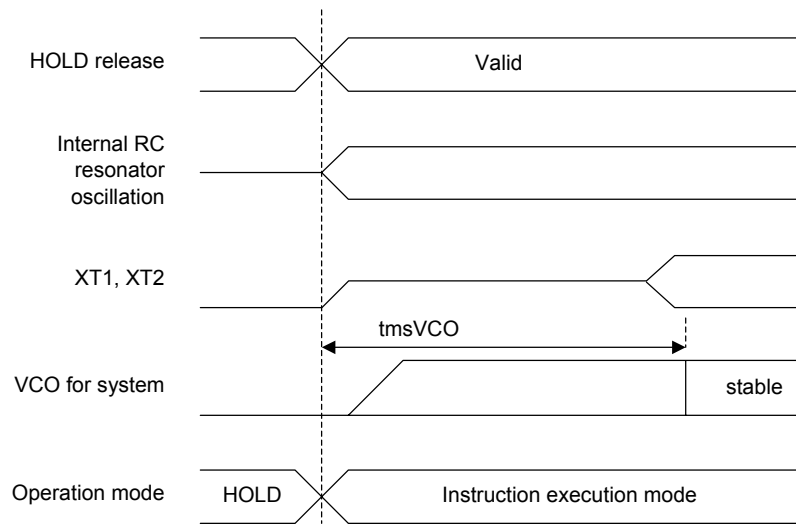 HOLD release
Valid
Internal RC
resonator
oscillation
XT1, XT2
tmsVCO
VCO for system
stable
Operation mode
HOLD
Instruction execution mode